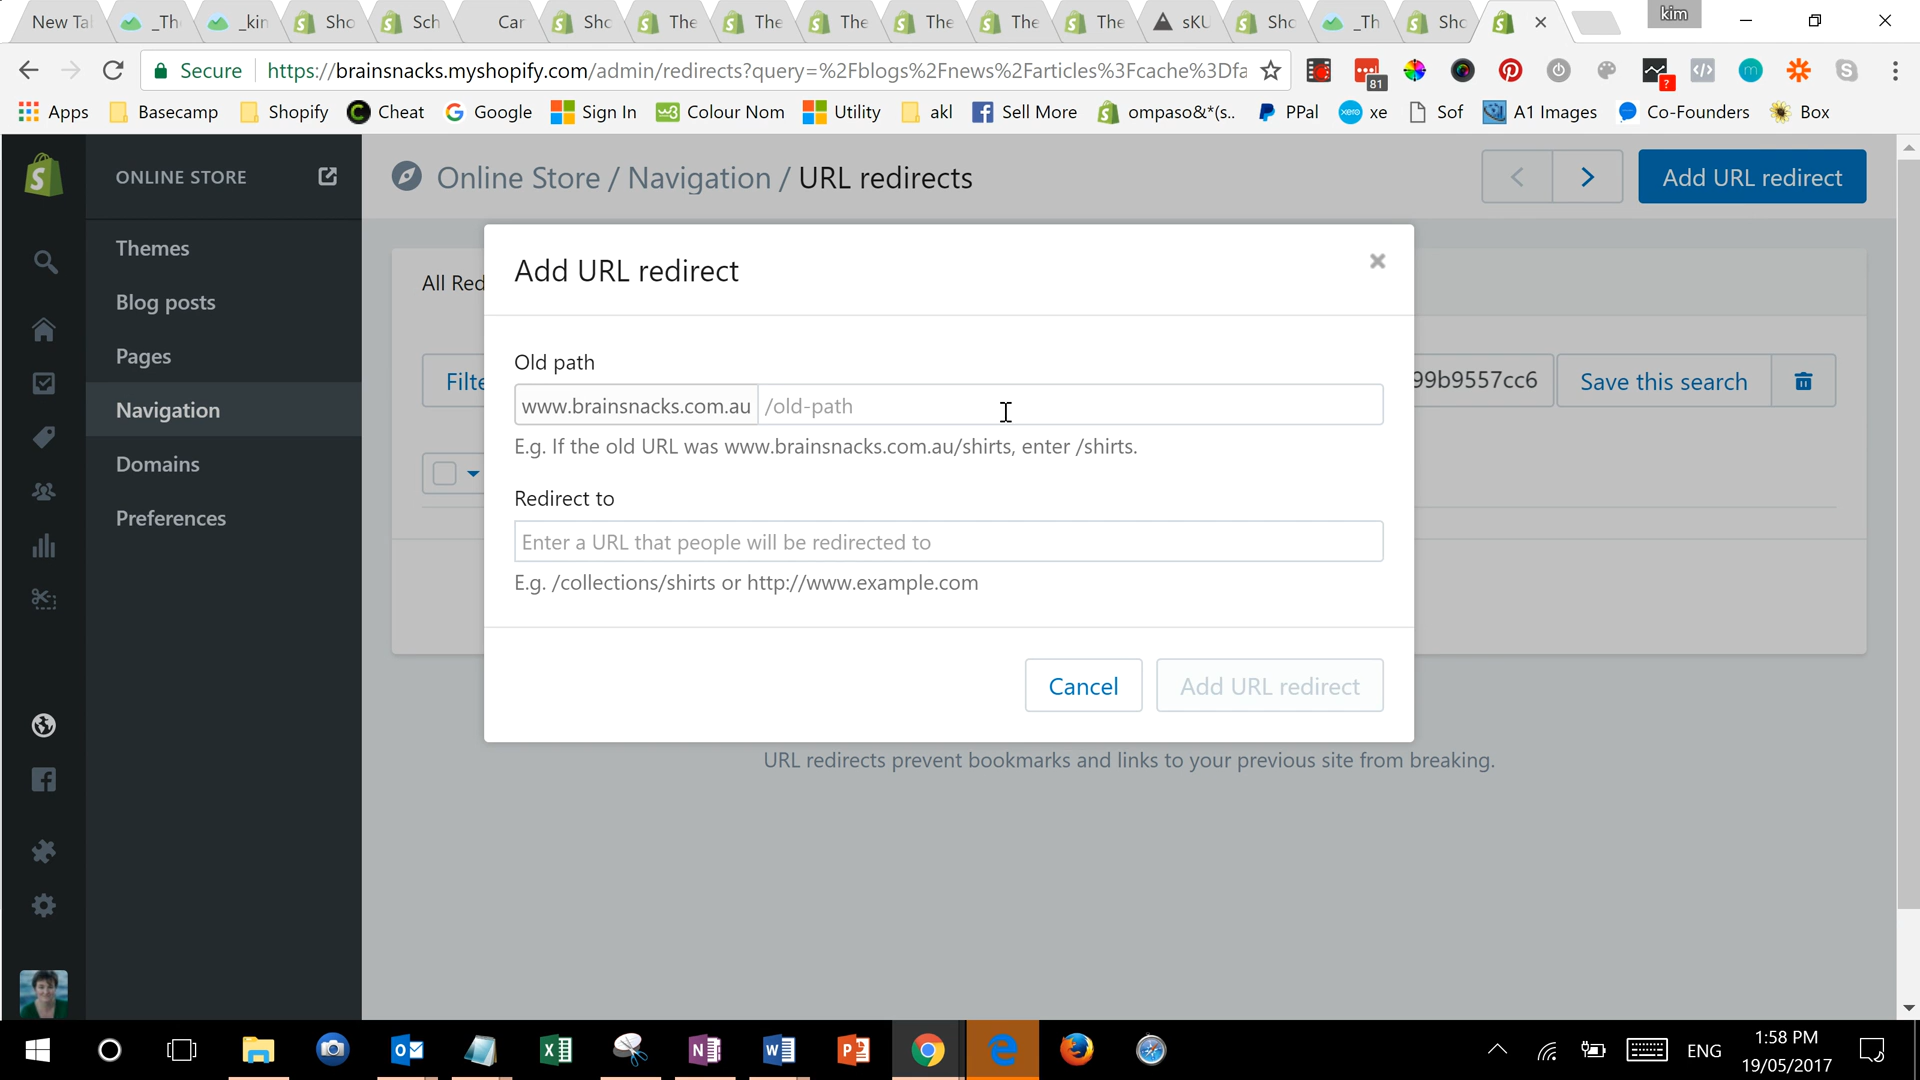 New Tal
_The
_kin
Sho
Sch
Car
Sho
The
The
The
The
The
The
sKU
Sho
_Th
Sho
kim
Secure
https://brainsnacks.myshopify.com/admin/redirects?query=%2Fblogs%2Fnews%2Farticles%3Fcache%3Dfa
81
?
Apps
Basecamp
Shopify
Cheat
Google
Sign In
Colour Nom
Utility
akl
Sell More
ompaso&*(s..
PPal
xe
Sof
A1 Images
Co-Founders
Box
ONLINE STORE
Online Store / Navigation / URL redirects
Add URL redirect
Themes
Blog posts
Pages
Navigation
Domains
Preferences
All Red
Filte
99b9557cc6
Save this search
Add URL redirect
Old path
www.brainsnacks.com.au
/old-path
E.g. If the old URL was www.brainsnacks.com.au/shirts, enter /shirts.
Redirect to
Enter a URL that people will be redirected to
E.g. /collections/shirts or http://www.example.com
Cancel
Add URL redirect
URL redirects prevent bookmarks and links to your previous site from breaking.
ENG
1:58 PM
19/05/2017